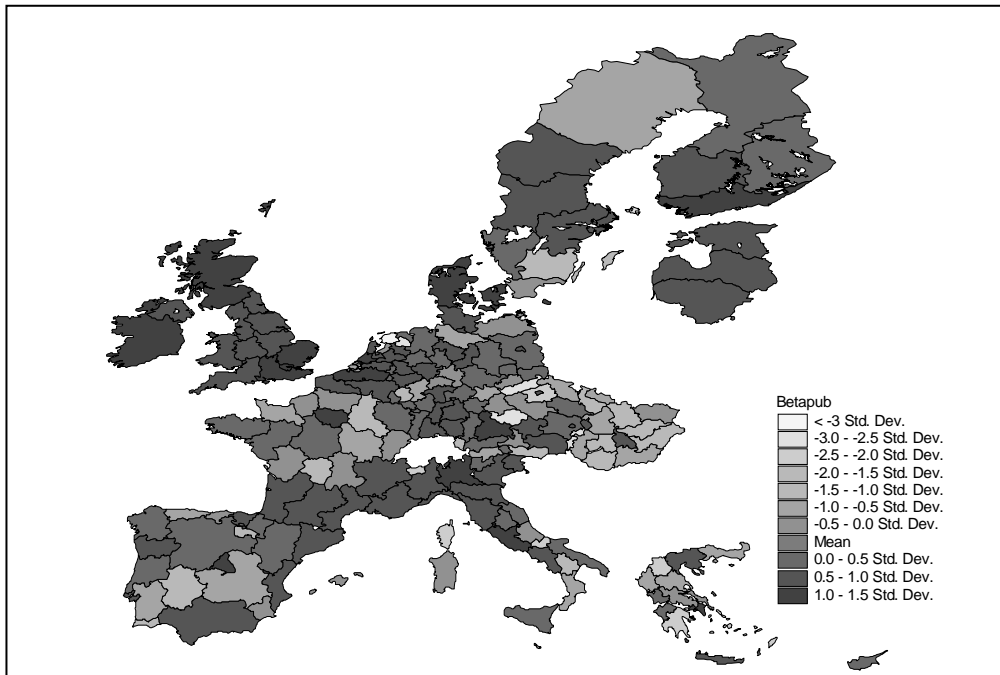 Betapub
< -3 Std. Dev.
-3.0 - -2.5 Std. Dev.
-2.5 - -2.0 Std. Dev.
-2.0 - -1.5 Std. Dev.
-1.5 - -1.0 Std. Dev.
-1.0 - -0.5 Std. Dev.
-0.5 - 0.0 Std. Dev.
Mean
0.0 - 0.5 Std. Dev.
0.5 - 1.0 Std. Dev.
1.0 - 1.5 Std. Dev.